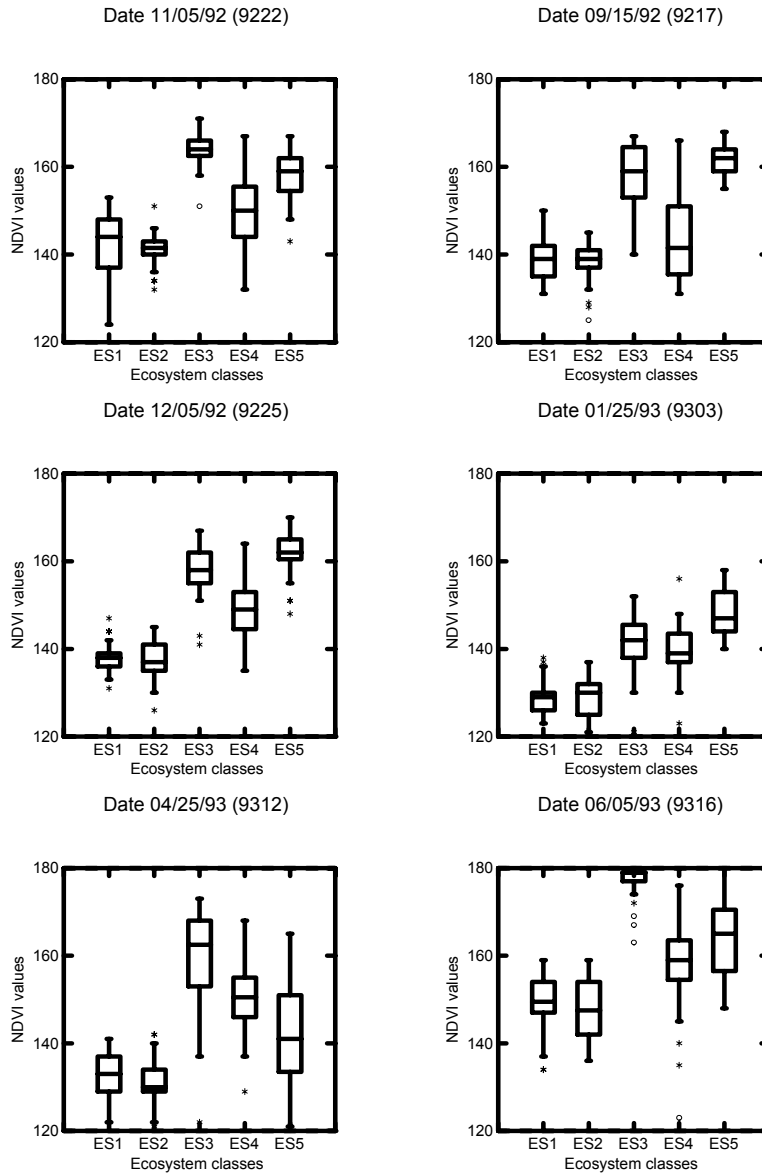 Date 11/05/92 (9222)
180
160
140
120
NDVI values
ES1 ES2 ES3 ES4 ES5
Ecosystem classes
Date 09/15/92 (9217)
180
160
140
120
NDVI values
ES1 ES2 ES3 ES4 ES5
Ecosystem classes
Date 12/05/92 (9225)
180
160
140
120
NDVI values
ES1 ES2 ES3 ES4 ES5
Ecosystem classes
Date 01/25/93 (9303)
180
160
140
120
NDVI values
ES1 ES2 ES3 ES4 ES5
Ecosystem classes
Date 04/25/93 (9312)
180
160
140
120
NDVI values
ES1 ES2 ES3 ES4 ES5
Ecosystem classes
Date 06/05/93 (9316)
180
160
140
120
NDVI values
ES1 ES2 ES3 ES4 ES5
Ecosystem classes